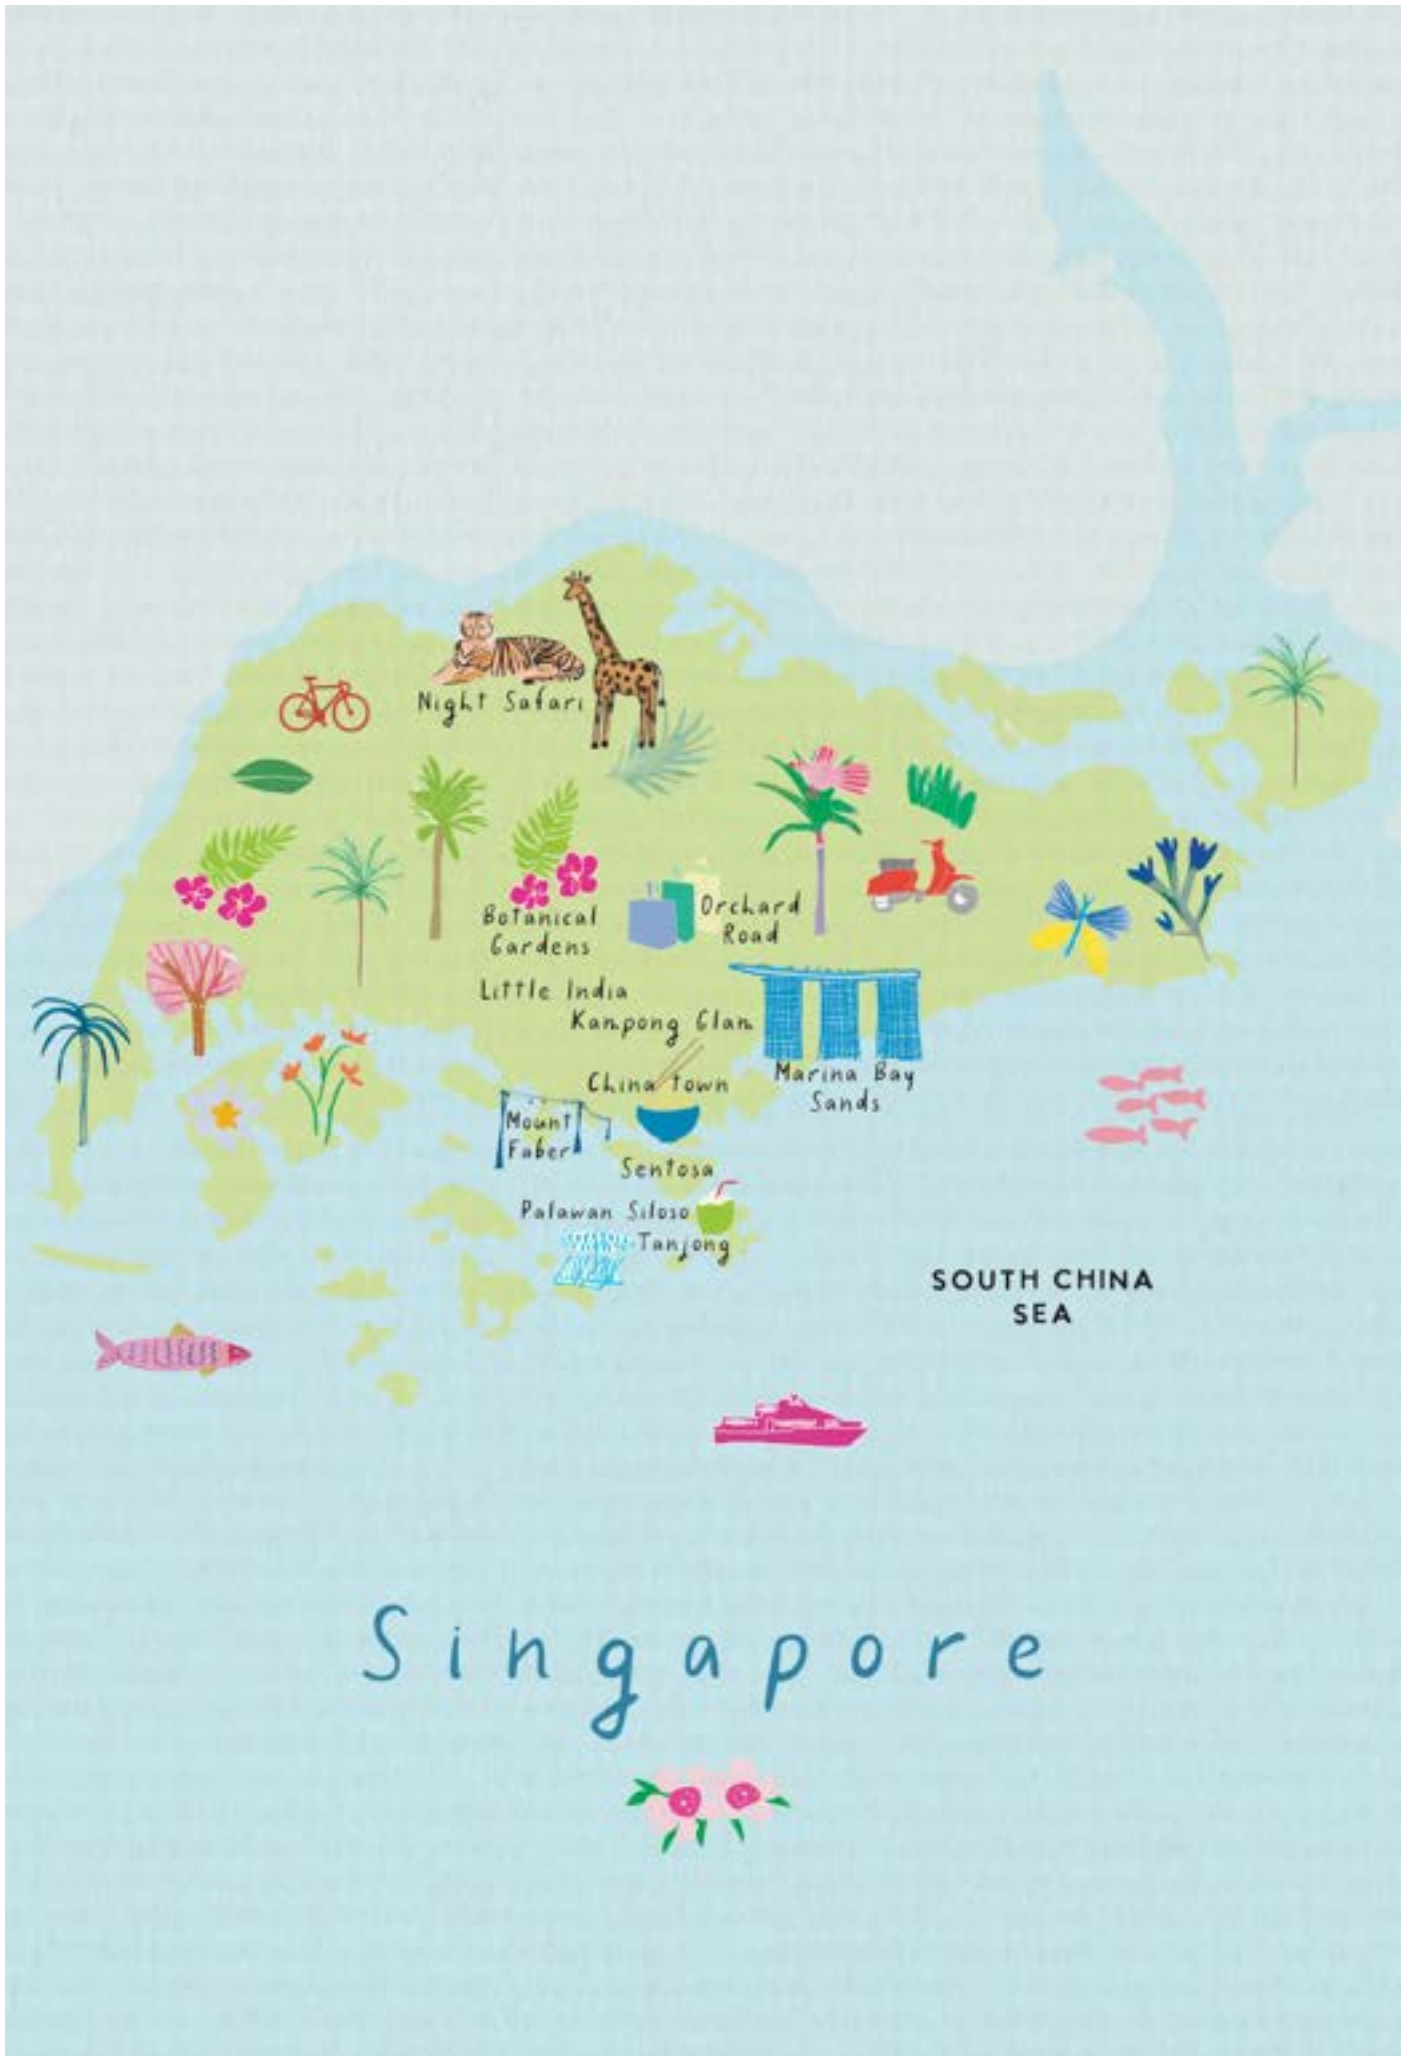 Night Safari
Botanical
Gardens
Orchard
Road
Little India
Kampong Glam
China Town
Marina Bay
Sands
Mount
Faber
Sentosa
Palawan Siloso
Tanjong
SOUTH CHINA
SEA
Singapore